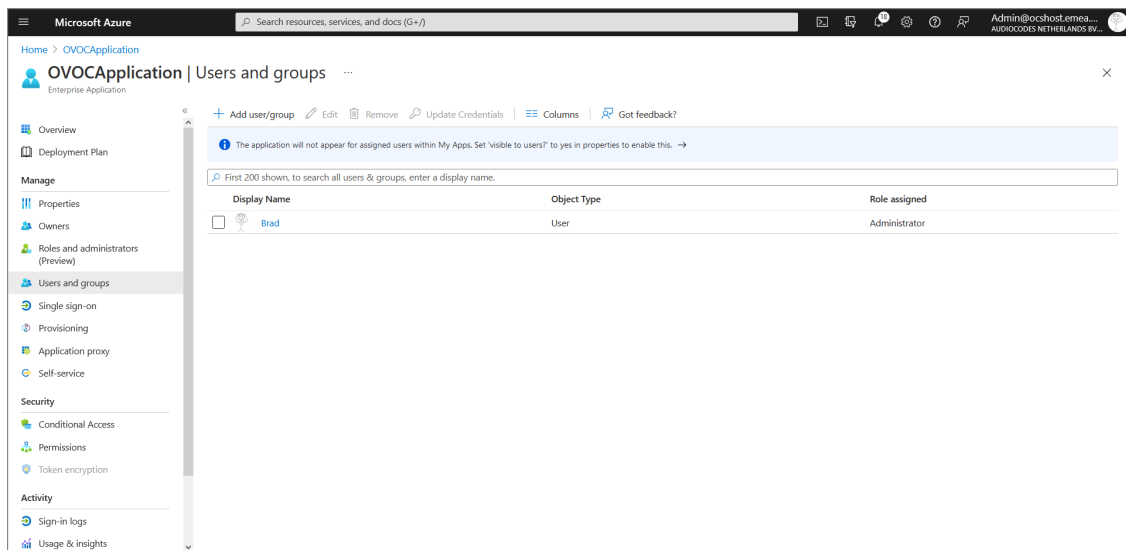 Microsoft Azure
Search resources, services, and docs (G+/)
18
Admin@ocshost.emea....
AUDIOCODES NETHERLANDS BV...
Home > OVOCApplication
OVOCApplication | Users and groups ...
Enterprise Application
Overview
Deployment Plan
Manage
Properties
Owners
Roles and administrators
(Preview)
Users and groups
Single sign-on
Provisioning
Application proxy
Self-service
Security
Conditional Access
Permissions
Token encryption
Activity
Sign-in logs
Usage & insights
Add user/group Edit Remove Update Credentials Columns Got feedback?
The application will not appear for assigned users within My Apps. Set 'visible to users?' to yes in properties to enable this. →
First 200 shown, to search all users & groups, enter a display name.
Display Name Object Type Role assigned
Brad User Administrator